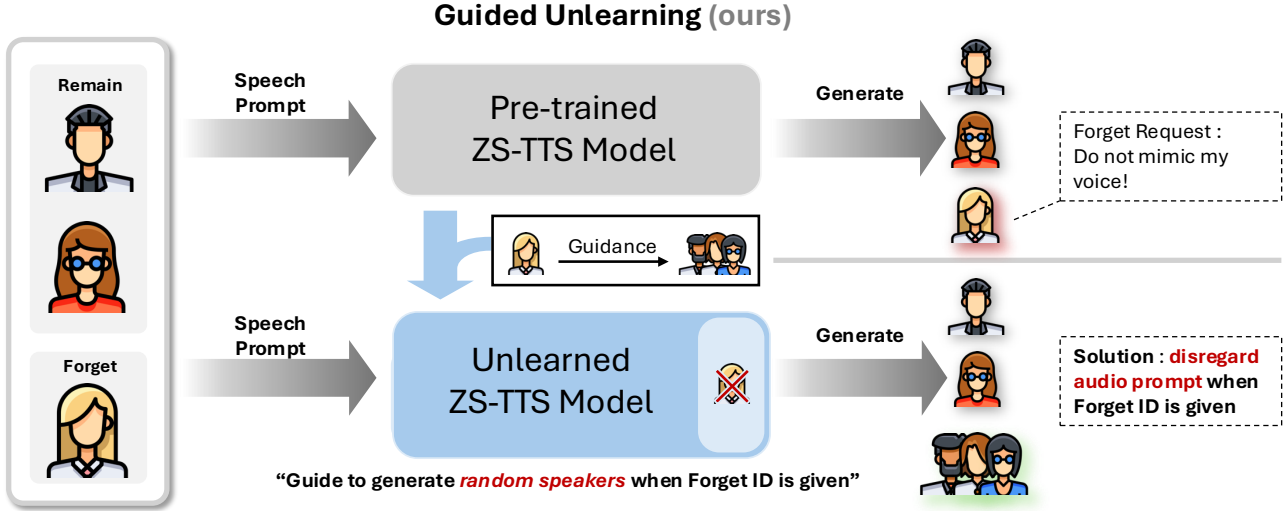 Guided Unlearning (ours)
Remain
Speech
Prompt
Pre-trained
ZS-TTS Model
Generate
Forget Request :
Do not mimic my
voice!
Guidance
Forget
Speech
Prompt
Unlearned
ZS-TTS Model
Generate
Solution : disregard
audio prompt when
Forget ID is given
“Guide to generate random speakers when Forget ID is given”